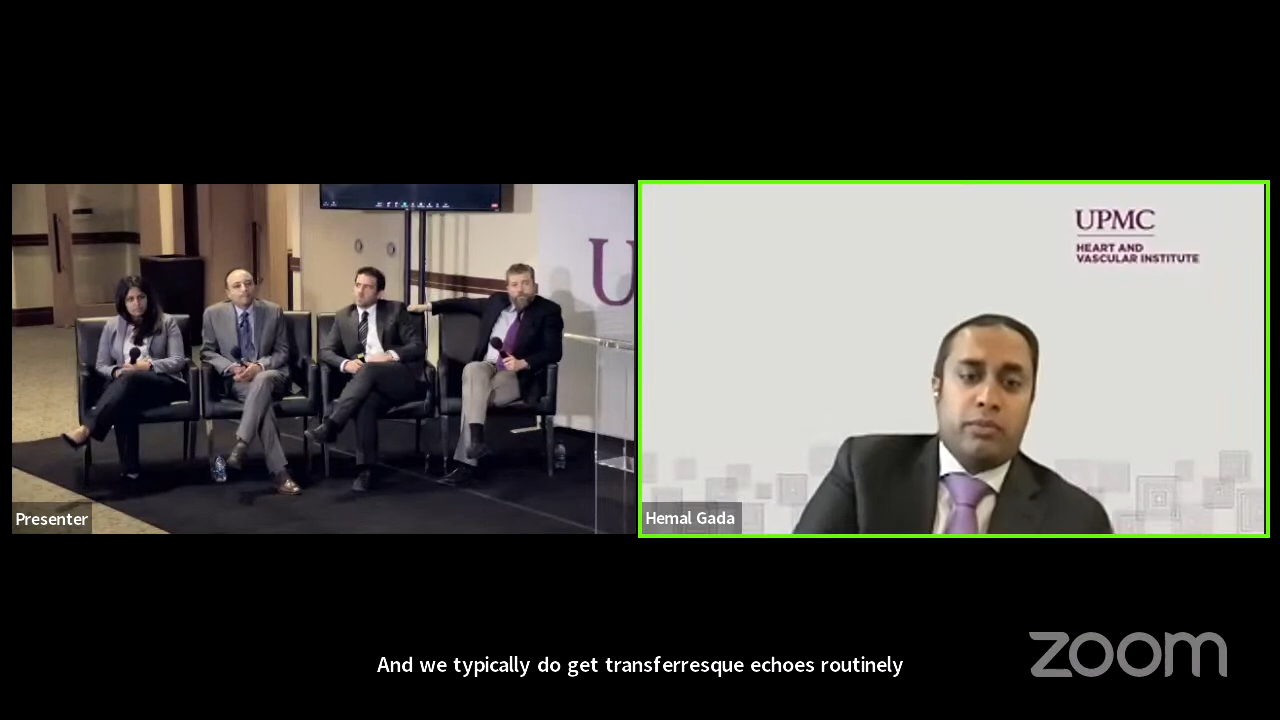 U
UPMC
HEART AND
VASCULAR INSTITUTE
Presenter
Hemal Gada
And we typically do get transferresque echoes routinely
zoom